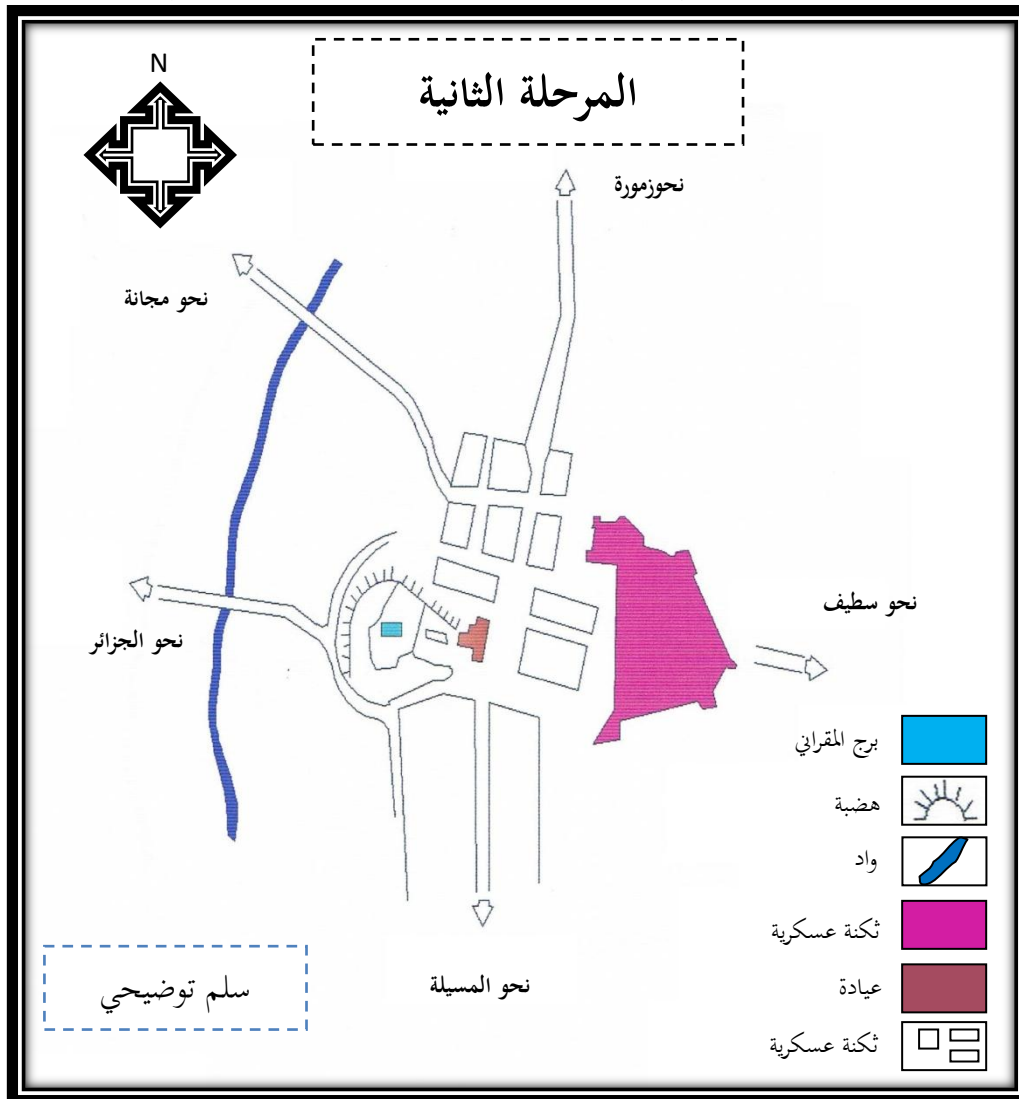 N
المرحلة الثانية
نحوزمورة
نحو مجانة
نحو سطيف
نحو الجزائر
برج المقراني
هضبة
واد
ثكنة عسكرية
عيادة
ثكنة عسكرية
نحو المسيلة
سلم توضيحي